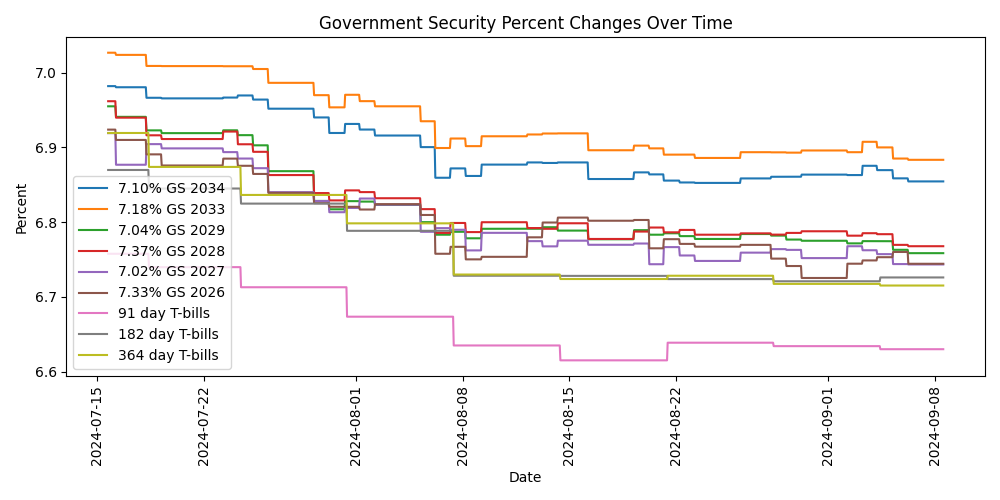 Government Security Percent Changes Over Time
Percent
7.0
6.9
6.8
6.7
6.6
7.10% GS 2034
7.18% GS 2033
7.04% GS 2029
7.37% GS 2028
7.02% GS 2027
7.33% GS 2026
91 day T-bills
182 day T-bills
364 day T-bills
2024-07-15
2024-07-22
2024-08-01
2024-08-08
2024-08-15
2024-08-22
2024-09-01
2024-09-08
Date